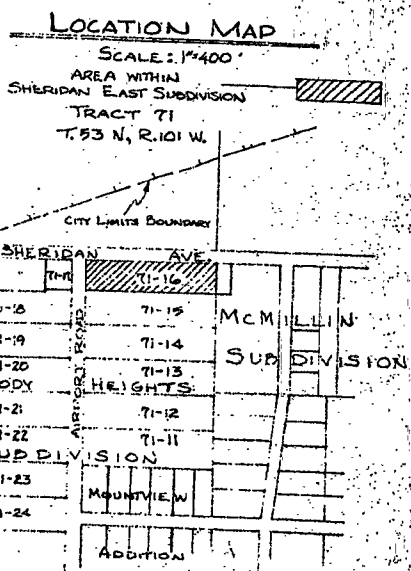 LOCATION MAP
SCALE: 1"=400'
AREA WITHIN
SHERIDAN EAST SUBDIVISION
TRACT 71
T. 53 N, R. 101 W.
CITY LIMITS BOUNDARY
SHERIDAN AVE.
71-16
71-15
71-14
71-13
71-12
71-11
AIRPORT ROAD
McMILLIN
SUBDIVISION
HEIGHTS
MOUNTVIEW
ADDITION